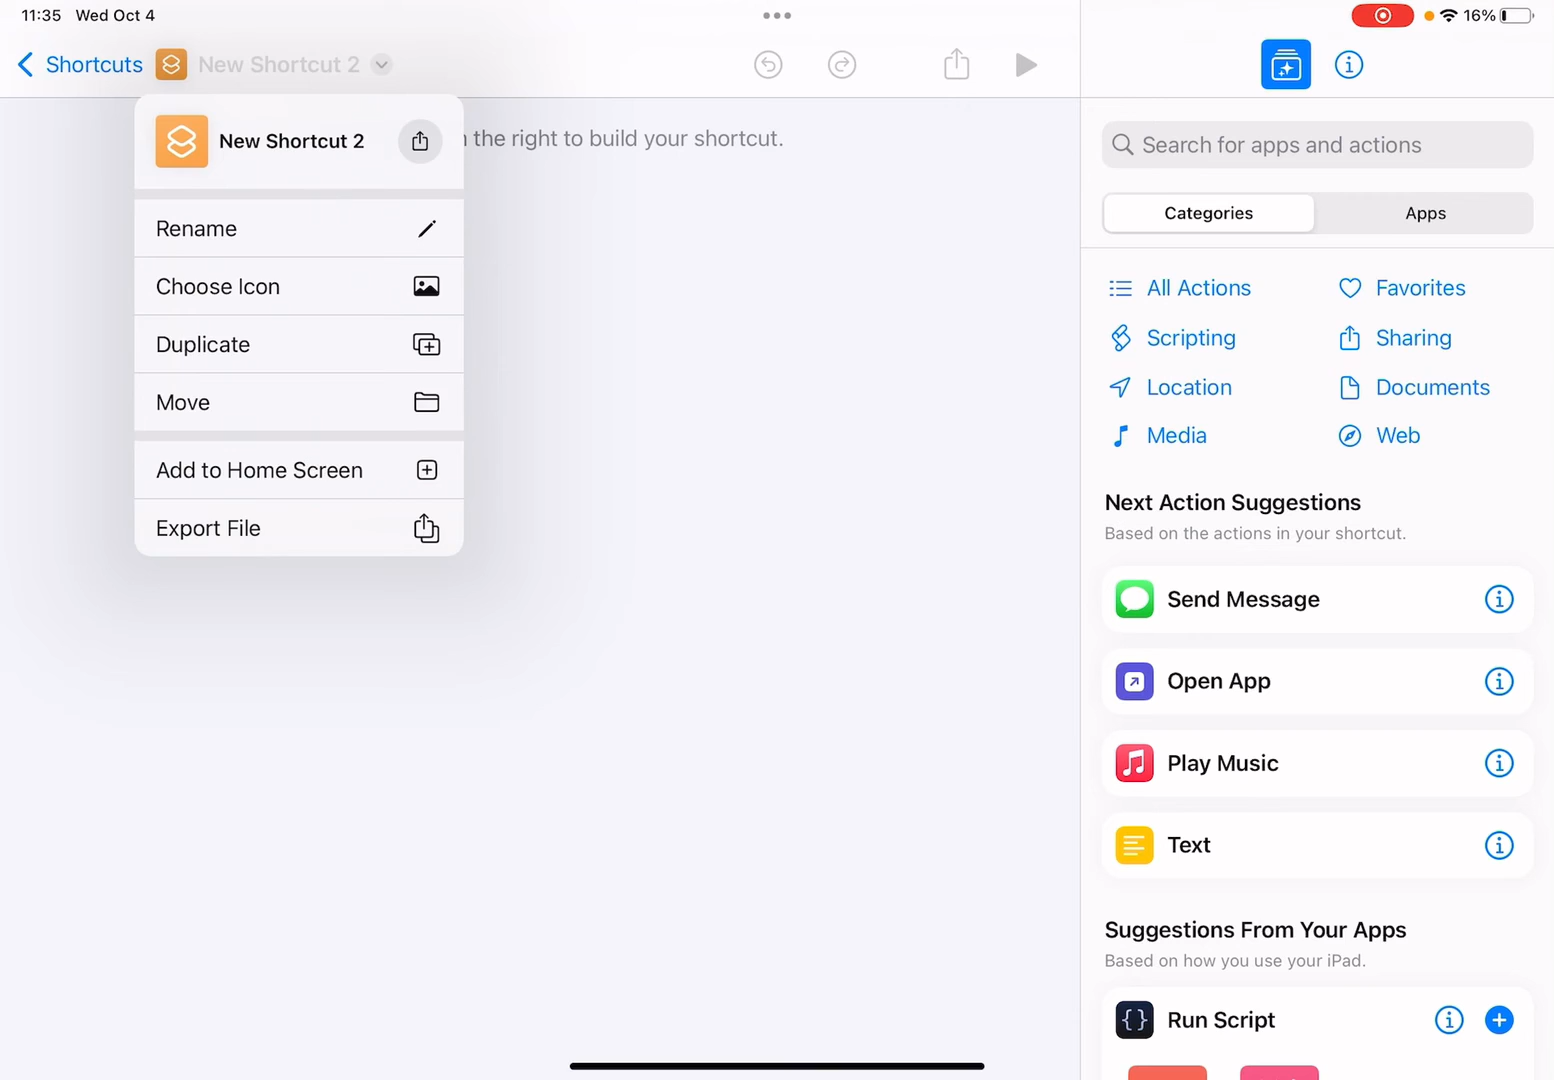 11:35 Wed Oct 4
16%
Shortcuts New Shortcut 2
New Shortcut 2
the right to build your shortcut.
Rename
Choose Icon
Duplicate
Move
Add to Home Screen
Export File
Search for apps and actions
Categories Apps
All Actions Favorites
Scripting Sharing
Location Documents
Media Web
Next Action Suggestions
Based on the actions in your shortcut.
Send Message
Open App
Play Music
Text
Suggestions From Your Apps
Based on how you use your iPad.
Run Script